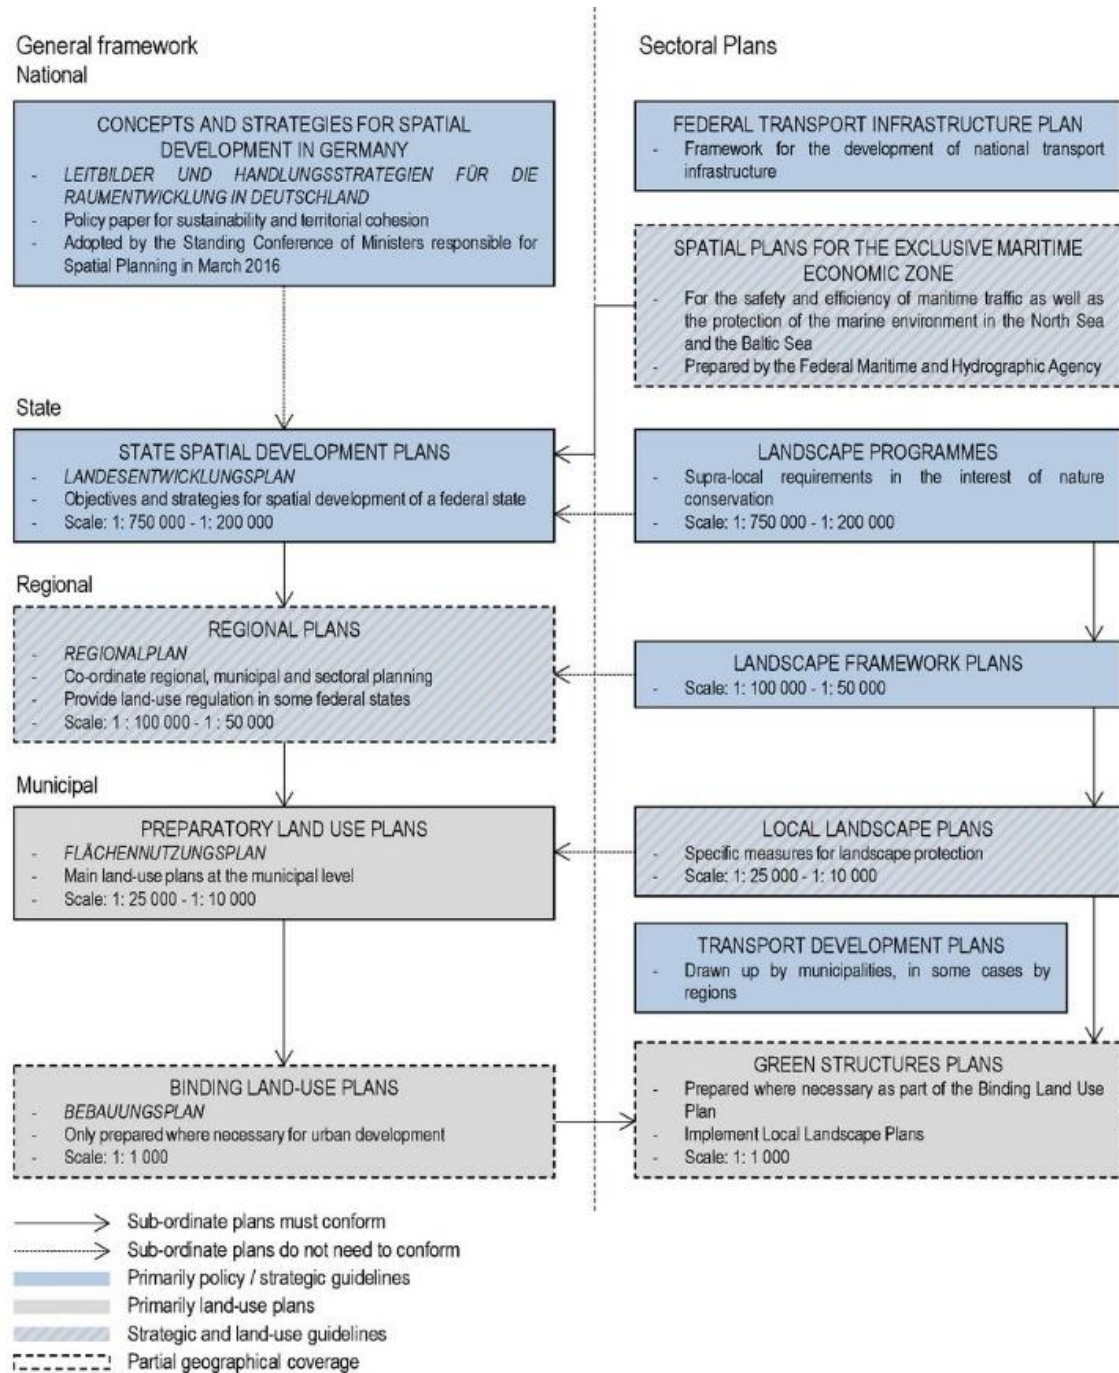 General framework
National
CONCEPTS AND STRATEGIES FOR SPATIAL
DEVELOPMENT IN GERMANY
- LEITBILDER UND HANDLUNGSSTRATEGIEN FÜR DIE
RAUMENTWICKLUNG IN DEUTSCHLAND
- Policy paper for sustainability and territorial cohesion
- Adopted by the Standing Conference of Ministers responsible for
Spatial Planning in March 2016
Sectoral Plans
FEDERAL TRANSPORT INFRASTRUCTURE PLAN
- Framework for the development of national transport
infrastructure
SPATIAL PLANS FOR THE EXCLUSIVE MARITIME
ECONOMIC ZONE
- For the safety and efficiency of maritime traffic as well as
the protection of the marine environment in the North Sea
and the Baltic Sea
- Prepared by the Federal Maritime and Hydrographic Agency
State
STATE SPATIAL DEVELOPMENT PLANS
- LANDESENTWICKLUNGSPLAN
- Objectives and strategies for spatial development of a federal state
- Scale: 1: 750 000 - 1: 200 000
LANDSCAPE PROGRAMMES
- Supra-local requirements in the interest of nature
conservation
- Scale: 1: 750 000 - 1: 200 000
Regional
REGIONAL PLANS
- REGIONALPLAN
- Co-ordinate regional, municipal and sectoral planning
- Provide land-use regulation in some federal states
- Scale: 1 : 100 000 - 1 : 50 000
LANDSCAPE FRAMEWORK PLANS
- Scale: 1: 100 000 - 1: 50 000
Municipal
PREPARATORY LAND USE PLANS
- FLÄCHENNUTZUNGSPLAN
- Main land-use plans at the municipal level
- Scale: 1: 25 000 - 1: 10 000
LOCAL LANDSCAPE PLANS
- Specific measures for landscape protection
- Scale: 1: 25 000 - 1: 10 000
TRANSPORT DEVELOPMENT PLANS
- Drawn up by municipalities, in some cases by
regions
BINDING LAND-USE PLANS
- BEBAUUNGSPLAN
- Only prepared where necessary for urban development
- Scale: 1: 1 000
GREEN STRUCTURES PLANS
- Prepared where necessary as part of the Binding Land Use
Plan
- Implement Local Landscape Plans
- Scale: 1: 1 000
Sub-ordinate plans must conform
Sub-ordinate plans do not need to conform
Primarily policy / strategic guidelines
Primarily land-use plans
Strategic and land-use guidelines
Partial geographical coverage